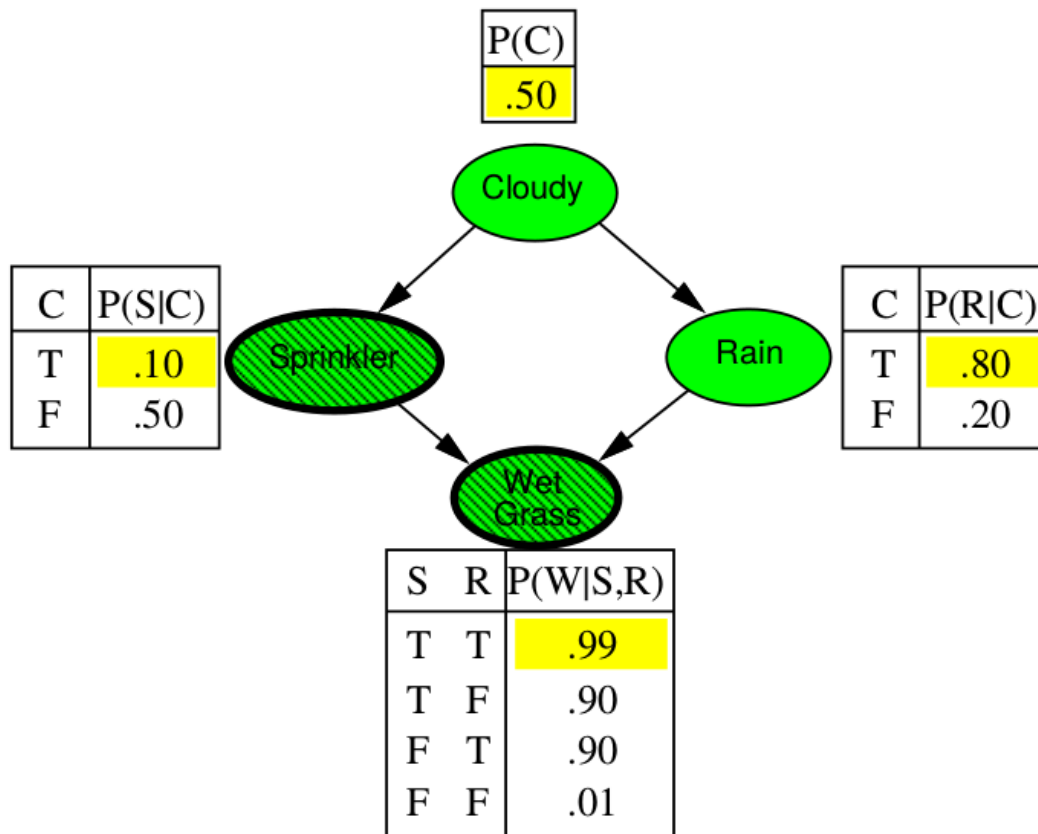 P(C)
.50
Cloudy
C P(S|C)
T .10
F .50
Sprinkler
Rain
C P(R|C)
T .80
F .20
Wet
Grass
S R P(W|S,R)
T T .99
T F .90
F T .90
F F .01